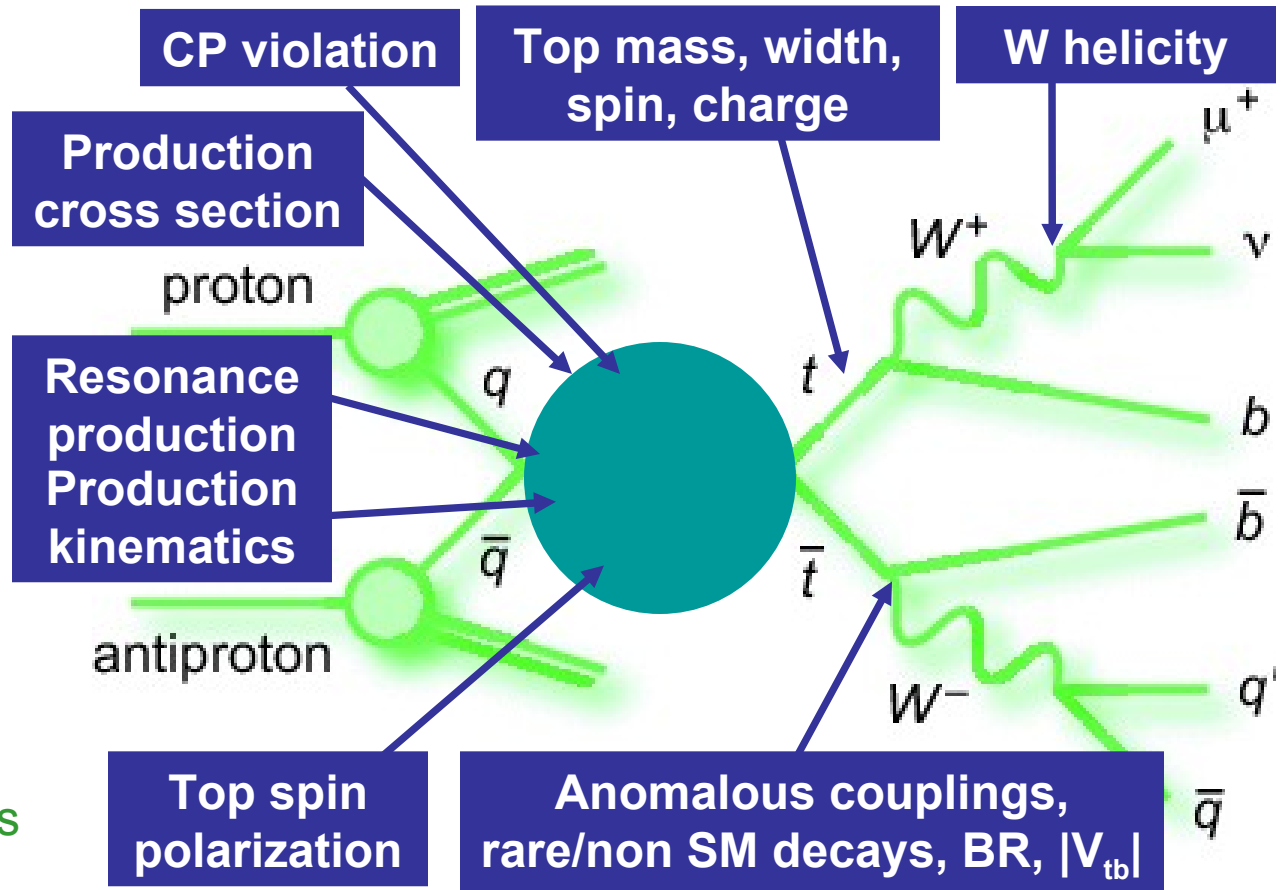 CP violation
Top mass, width,
spin, charge
W helicity
μ⁺
Production
cross section
W⁺
ν
proton
Resonance
production
q
t
b
Production
kinematics
q̅
t̅
b̅
antiproton
W⁻
q'
Top spin
polarization
Anomalous couplings,
rare/non SM decays, BR, |Vtb|
q̅
s